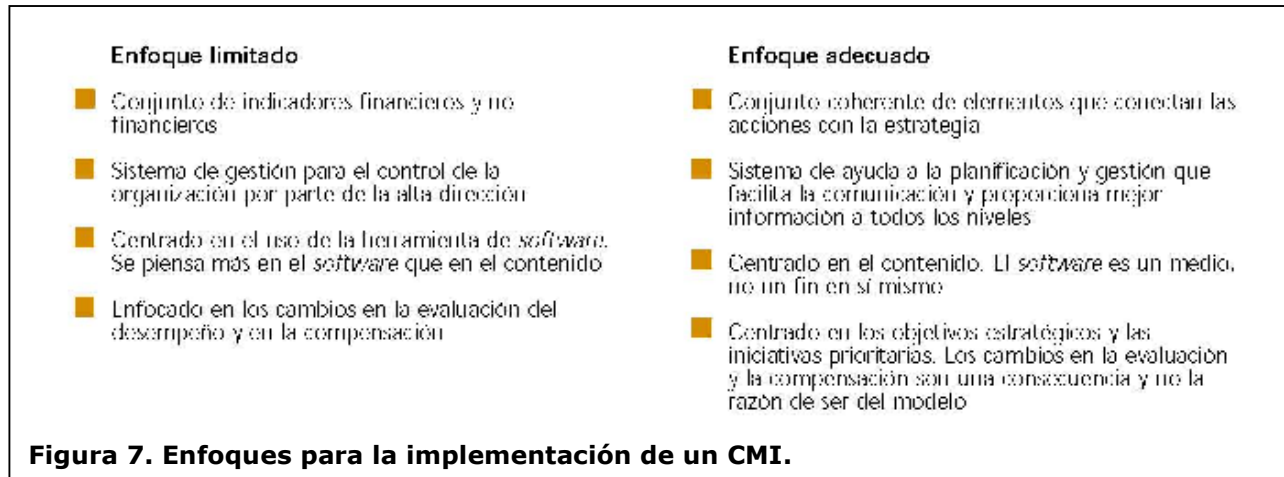 Enfoque limitado
Conjunto de indicadores financieros y no
financieros
Sistema de gestión para el control de la
organización por parte de la alta dirección
Centrado en el uso de la herramienta de software.
Se piensa más en el software que en el contenido
Enfocado en los cambios en la evaluación del
desempeño y en la compensación
Enfoque adecuado
Conjunto coherente de elementos que conectan las
acciones con la estrategia
Sistema de ayuda a la planificación y gestión que
facilita la comunicación y proporciona mejor
información a todos los niveles
Centrado en el contenido. El software es un medio,
no un fin en sí mismo
Centrado en los objetivos estratégicos y las
iniciativas prioritarias. Los cambios en la evaluación
y la compensación son una consecuencia y no la
razón de ser del modelo
Figura 7. Enfoques para la implementación de un CMI.